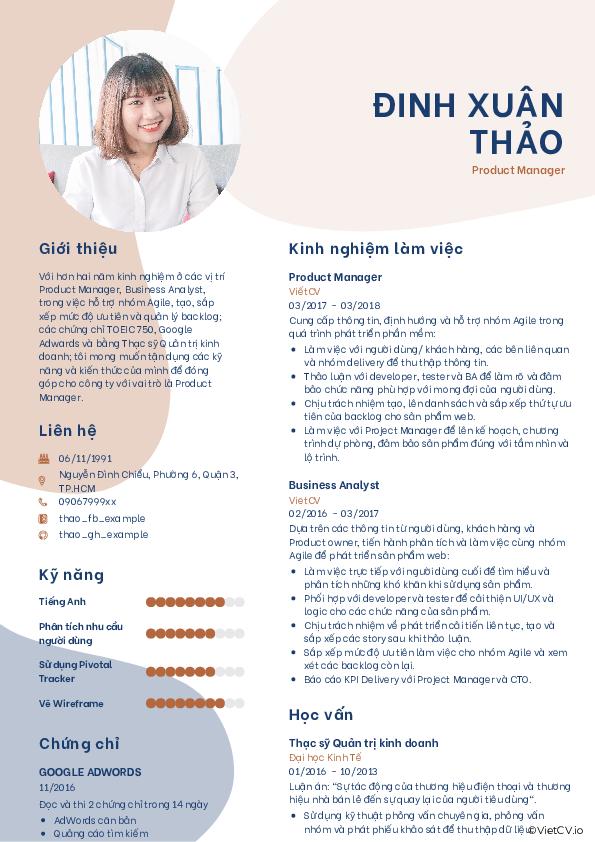 ĐINH XUÂN
THẢO
Product Manager
Giới thiệu
Với hơn hai năm kinh nghiệm ở các vị trí
Product Manager, Business Analyst,
trong việc hỗ trợ nhóm Agile, tạo, sắp
xếp mức độ ưu tiên và quản lý backlog;
các chứng chỉ TOEIC 750, Google
Adwords và bằng Thạc sỹ Quản trị kinh
doanh; tôi mong muốn tận dụng các kỹ
năng và kiến thức của mình để đóng
góp cho công ty với vai trò là Product
Manager.
Liên hệ
06/11/1991
Nguyễn Đình Chiểu, Phường 6, Quận 3,
TP.HCM
09067999xx
thao_fb_example
thao_gh_example
Kỹ năng
Tiếng Anh
Phân tích nhu cầu
người dùng
Sử dụng Pivotal
Tracker
Vẽ Wireframe
Chứng chỉ
GOOGLE ADWORDS
11/2016
Đọc và thi 2 chứng chỉ trong 14 ngày
• AdWords căn bản
• Quảng cáo tìm kiếm
Kinh nghiệm làm việc
Product Manager
VietCV
03/2017 - 03/2018
Cung cấp thông tin, định hướng và hỗ trợ nhóm Agile trong
quá trình phát triển phần mềm:
• Làm việc với người dùng/ khách hàng, các bên liên quan
và nhóm delivery để thu thập thông tin.
• Thảo luận với developer, tester và BA để làm rõ và đảm
bảo chức năng phù hợp với mong đợi của người dùng.
• Chịu trách nhiệm tạo, lên danh sách và sắp xếp thứ tự ưu
tiên của backlog cho sản phẩm web.
• Làm việc với Project Manager để lên kế hoạch, chương
trình dự phòng, đảm bảo sản phẩm đúng với tầm nhìn và
lộ trình.
Business Analyst
VietCV
02/2016 - 03/2017
Dựa trên các thông tin từ người dùng, khách hàng và
Product owner, tiến hành phân tích và làm việc cùng nhóm
Agile để phát triển sản phẩm web:
• Làm việc trực tiếp với người dùng cuối để tìm hiểu và
phân tích những khó khăn khi sử dụng sản phẩm.
• Phối hợp với developer và tester để cải thiện UI/UX và
logic cho các chức năng của sản phẩm.
• Chịu trách nhiệm về phát triển cải tiến liên tục, tạo và
sắp xếp các story sau khi thảo luận.
• Sắp xếp mức độ ưu tiên làm việc cho nhóm Agile và xem
xét các backlog còn lại.
• Báo cáo KPI Delivery với Project Manager và CTO.
Học vấn
Thạc sỹ Quản trị kinh doanh
Đại học Kinh Tế
01/2016 - 10/2013
Luận án: "Sự tác động của thương hiệu điện thoại và thương
hiệu nhà bán lẻ đến sự quay lại của người tiêu dùng".
• Sử dụng kỹ thuật phỏng vấn chuyên gia, phỏng vấn
nhóm và phát phiếu khảo sát để thu thập dữ liệu
©VietCV.io